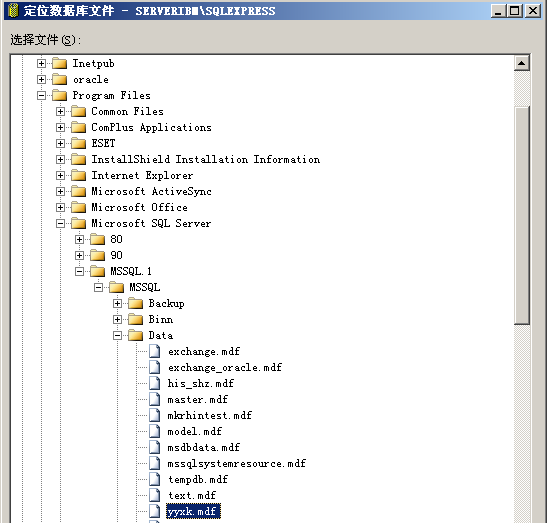 定位数据库文件 - SERVERIBM\SQLEXPRESS
选择文件(S):
Inetpub
oracle
Program Files
Common Files
ComPlus Applications
ESET
InstallShield Installation Information
Internet Explorer
Microsoft ActiveSync
Microsoft Office
Microsoft SQL Server
80
90
MSSQL.1
MSSQL
Backup
Binn
Data
exchange.mdf
exchange_oracle.mdf
his_shz.mdf
master.mdf
mkrhintest.mdf
model.mdf
msdbdata.mdf
mssqlsystemresource.mdf
tempdb.mdf
text.mdf
yyxk.mdf